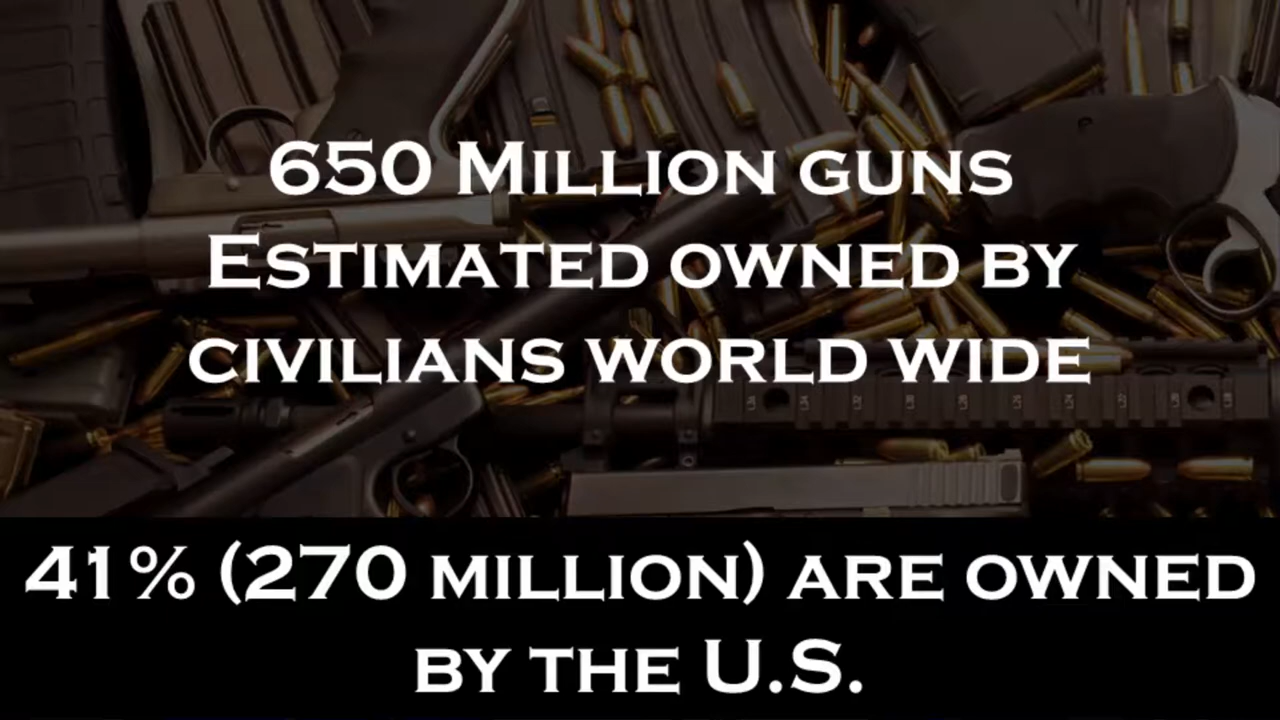 650 Million guns
Estimated owned by
civilians world wide
41% (270 million) are owned
by the U.S.